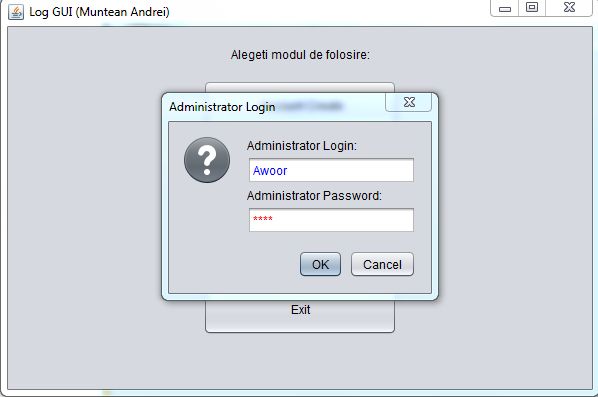 Log GUI (Muntean Andrei)
Alegeti modul de folosire:
Administrator Login
Administrator Login:
Awoor
Administrator Password:
****
OK
Cancel
Exit